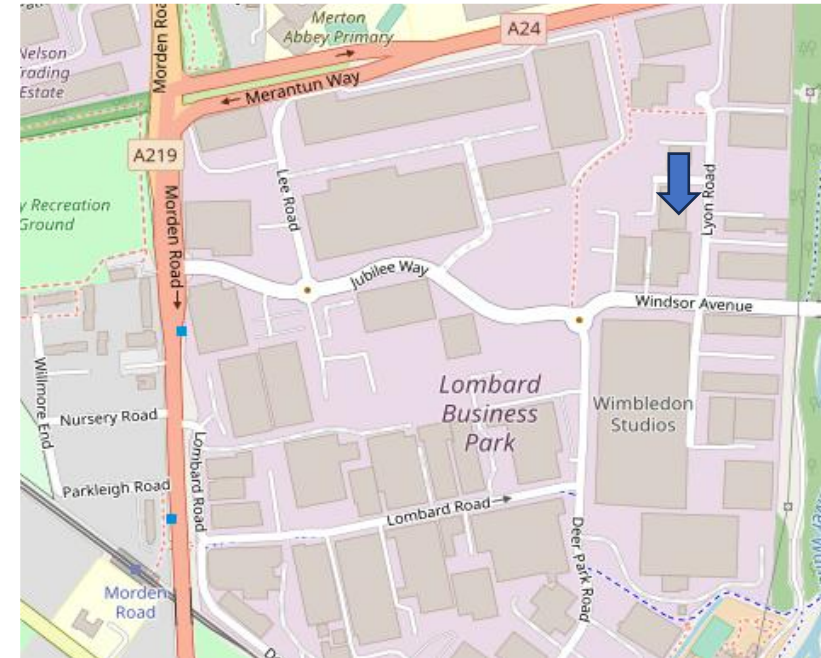 Morden Road
Merton
Abbey Primary
A24
Nelson
Trading
Estate
Merantun Way
A219
Lee Road
Lyon Road
y Recreation
Ground
Morden Road
Jubilee Way
Windsor Avenue
Willmore End
Lombard
Business
Park
Wimbledon
Studios
Nursery Road
Lombard Road
Parkleigh Road
Lombard Road
Deer Park Road
Morden
Road
D